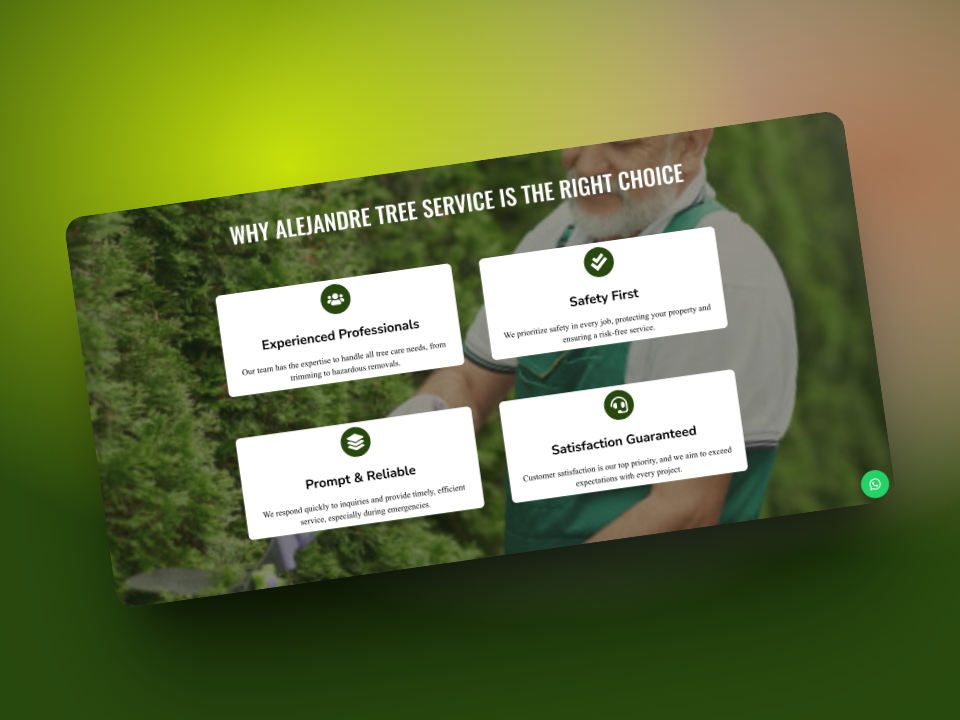 WHY ALEJANDRE TREE SERVICE IS THE RIGHT CHOICE
Experienced Professionals
Our team has the expertise to handle all tree care needs, from
trimming to hazardous removals.
Safety First
We prioritize safety in every job, protecting your property and
ensuring a risk-free service.
Prompt & Reliable
We respond quickly to inquiries and provide timely, efficient
service, especially during emergencies.
Satisfaction Guaranteed
Customer satisfaction is our top priority, and we aim to exceed
expectations with every project.